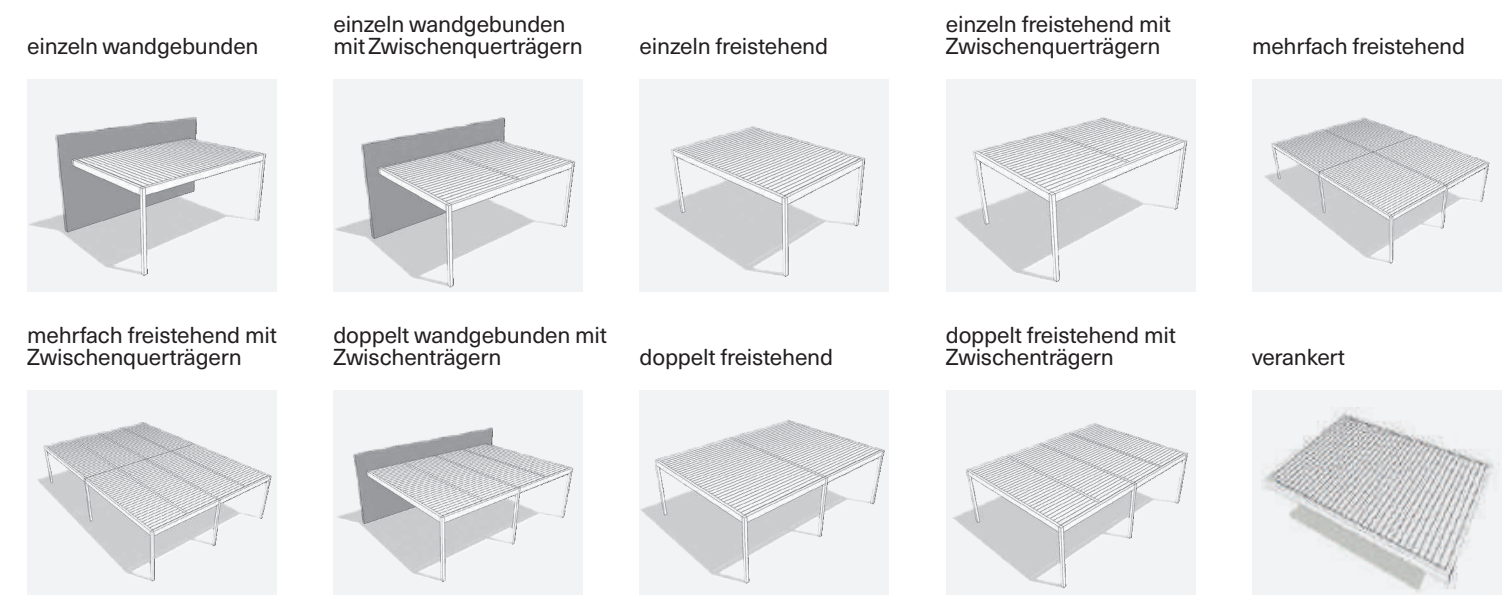 einzeln wandgebunden
einzeln wandgebunden
mit Zwischenquerträgern
einzeln freistehend
einzeln freistehend mit
Zwischenquerträgern
mehrfach freistehend
mehrfach freistehend mit
Zwischenquerträgern
doppelt wandgebunden mit
Zwischenträgern
doppelt freistehend
doppelt freistehend mit
Zwischenträgern
verankert